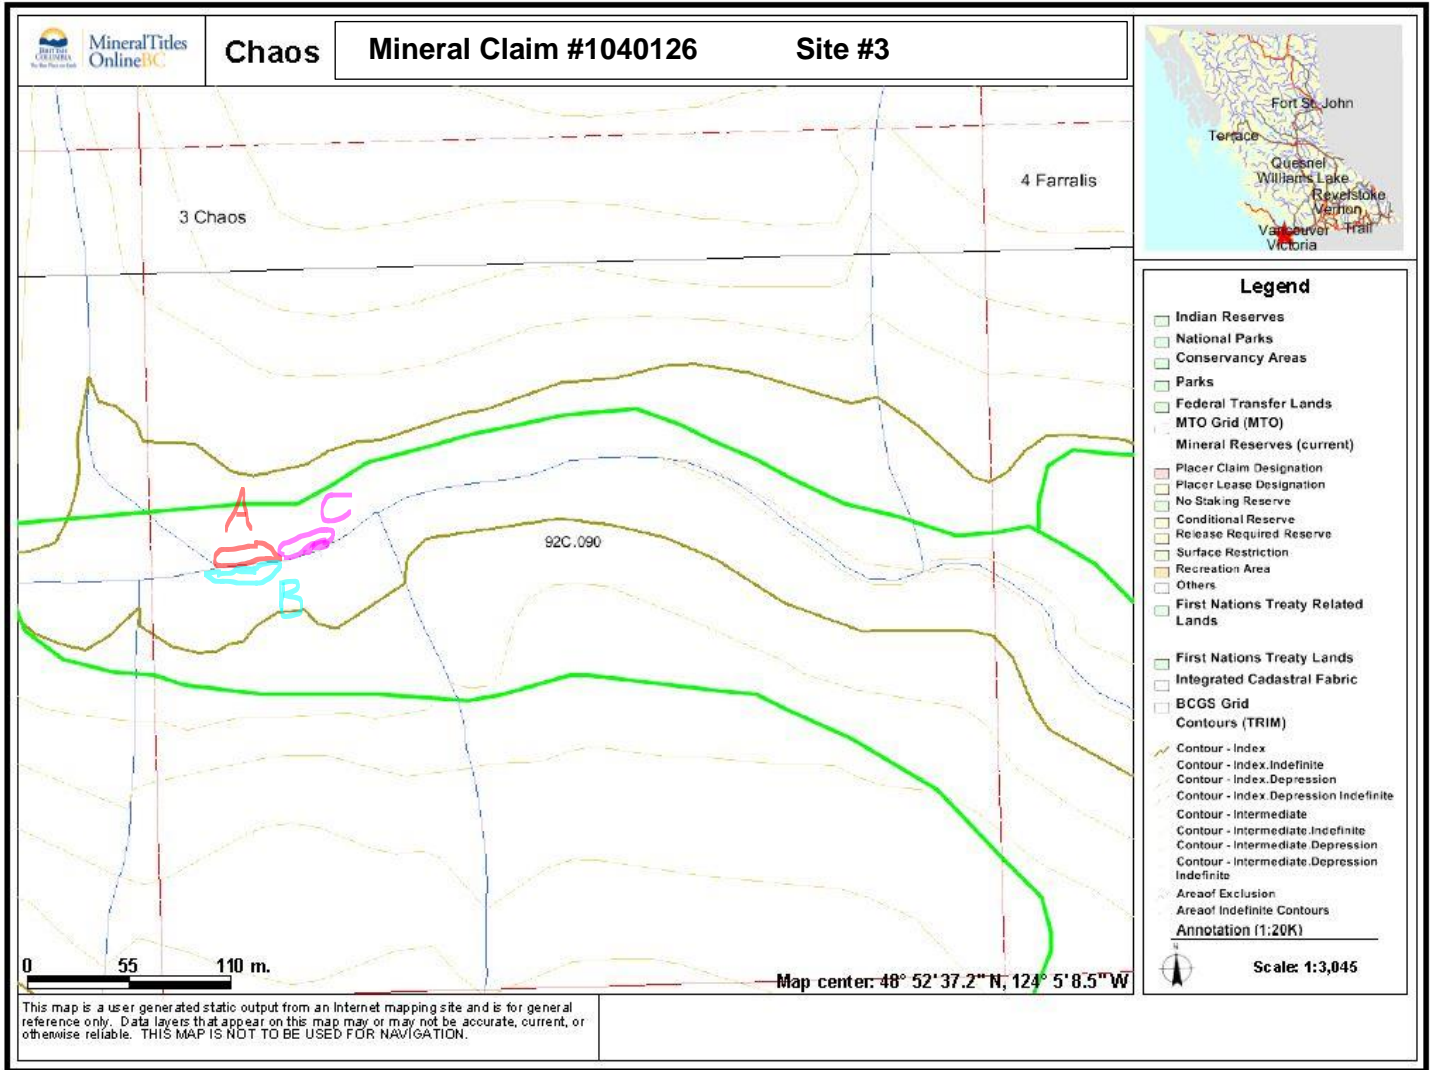 BRITISH
COLUMBIA
MineralTitles
OnlineBC
Chaos
Mineral Claim #1040126 Site #3
Fort St. John
Terrace
Quesnel
Williams Lake
Revelstoke
Vernon
Vancouver Trail
Victoria
4 Farralis
3 Chaos
A
C
92C.090
B
0 55 110 m.
Map center: 48° 52'37.2" N, 124° 5'8.5" W
Legend
Indian Reserves
National Parks
Conservancy Areas
Parks
Federal Transfer Lands
MTO Grid (MTO)
Mineral Reserves (current)
Placer Claim Designation
Placer Lease Designation
No Staking Reserve
Conditional Reserve
Release Required Reserve
Surface Restriction
Recreation Area
Others
First Nations Treaty Related
Lands
First Nations Treaty Lands
Integrated Cadastral Fabric
BCGS Grid
Contours (TRIM)
Contour - Index
Contour - Index.Indefinite
Contour - Index.Depression
Contour - Index.Depression Indefinite
Contour - Intermediate
Contour - Intermediate.Indefinite
Contour - Intermediate.Depression
Contour - Intermediate.Depression
Indefinite
Areaof Exclusion
Areaof Indefinite Contours
Annotation (1:20K)
N
Scale: 1:3,045
This map is a user generated static output from an Internet mapping site and is for general
reference only. Data layers that appear on this map may or may not be accurate, current, or
otherwise reliable. THIS MAP IS NOT TO BE USED FOR NAVIGATION.